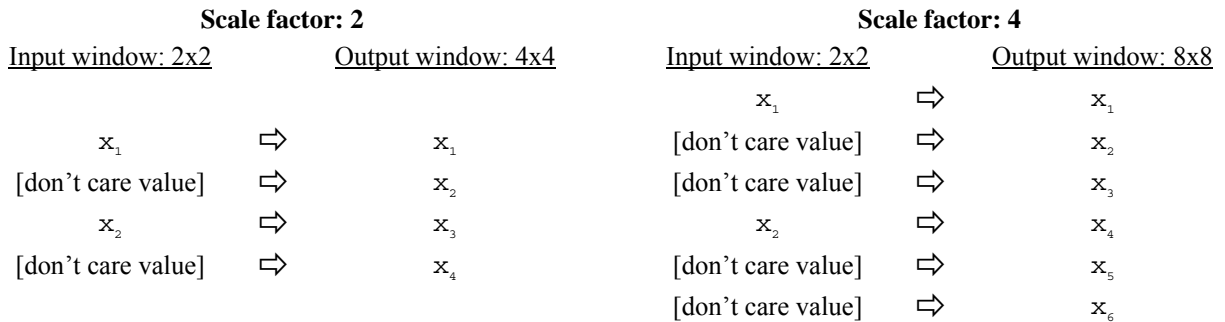 Scale factor: 2
Input window: 2x2 Output window: 4x4
x₁ ⇨ x₁
[don’t care value] ⇨ x₂
x₂ ⇨ x₃
[don’t care value] ⇨ x₄
Scale factor: 4
Input window: 2x2 Output window: 8x8
x₁ ⇨ x₁
[don’t care value] ⇨ x₂
[don’t care value] ⇨ x₃
x₂ ⇨ x₄
[don’t care value] ⇨ x₅
[don’t care value] ⇨ x₆